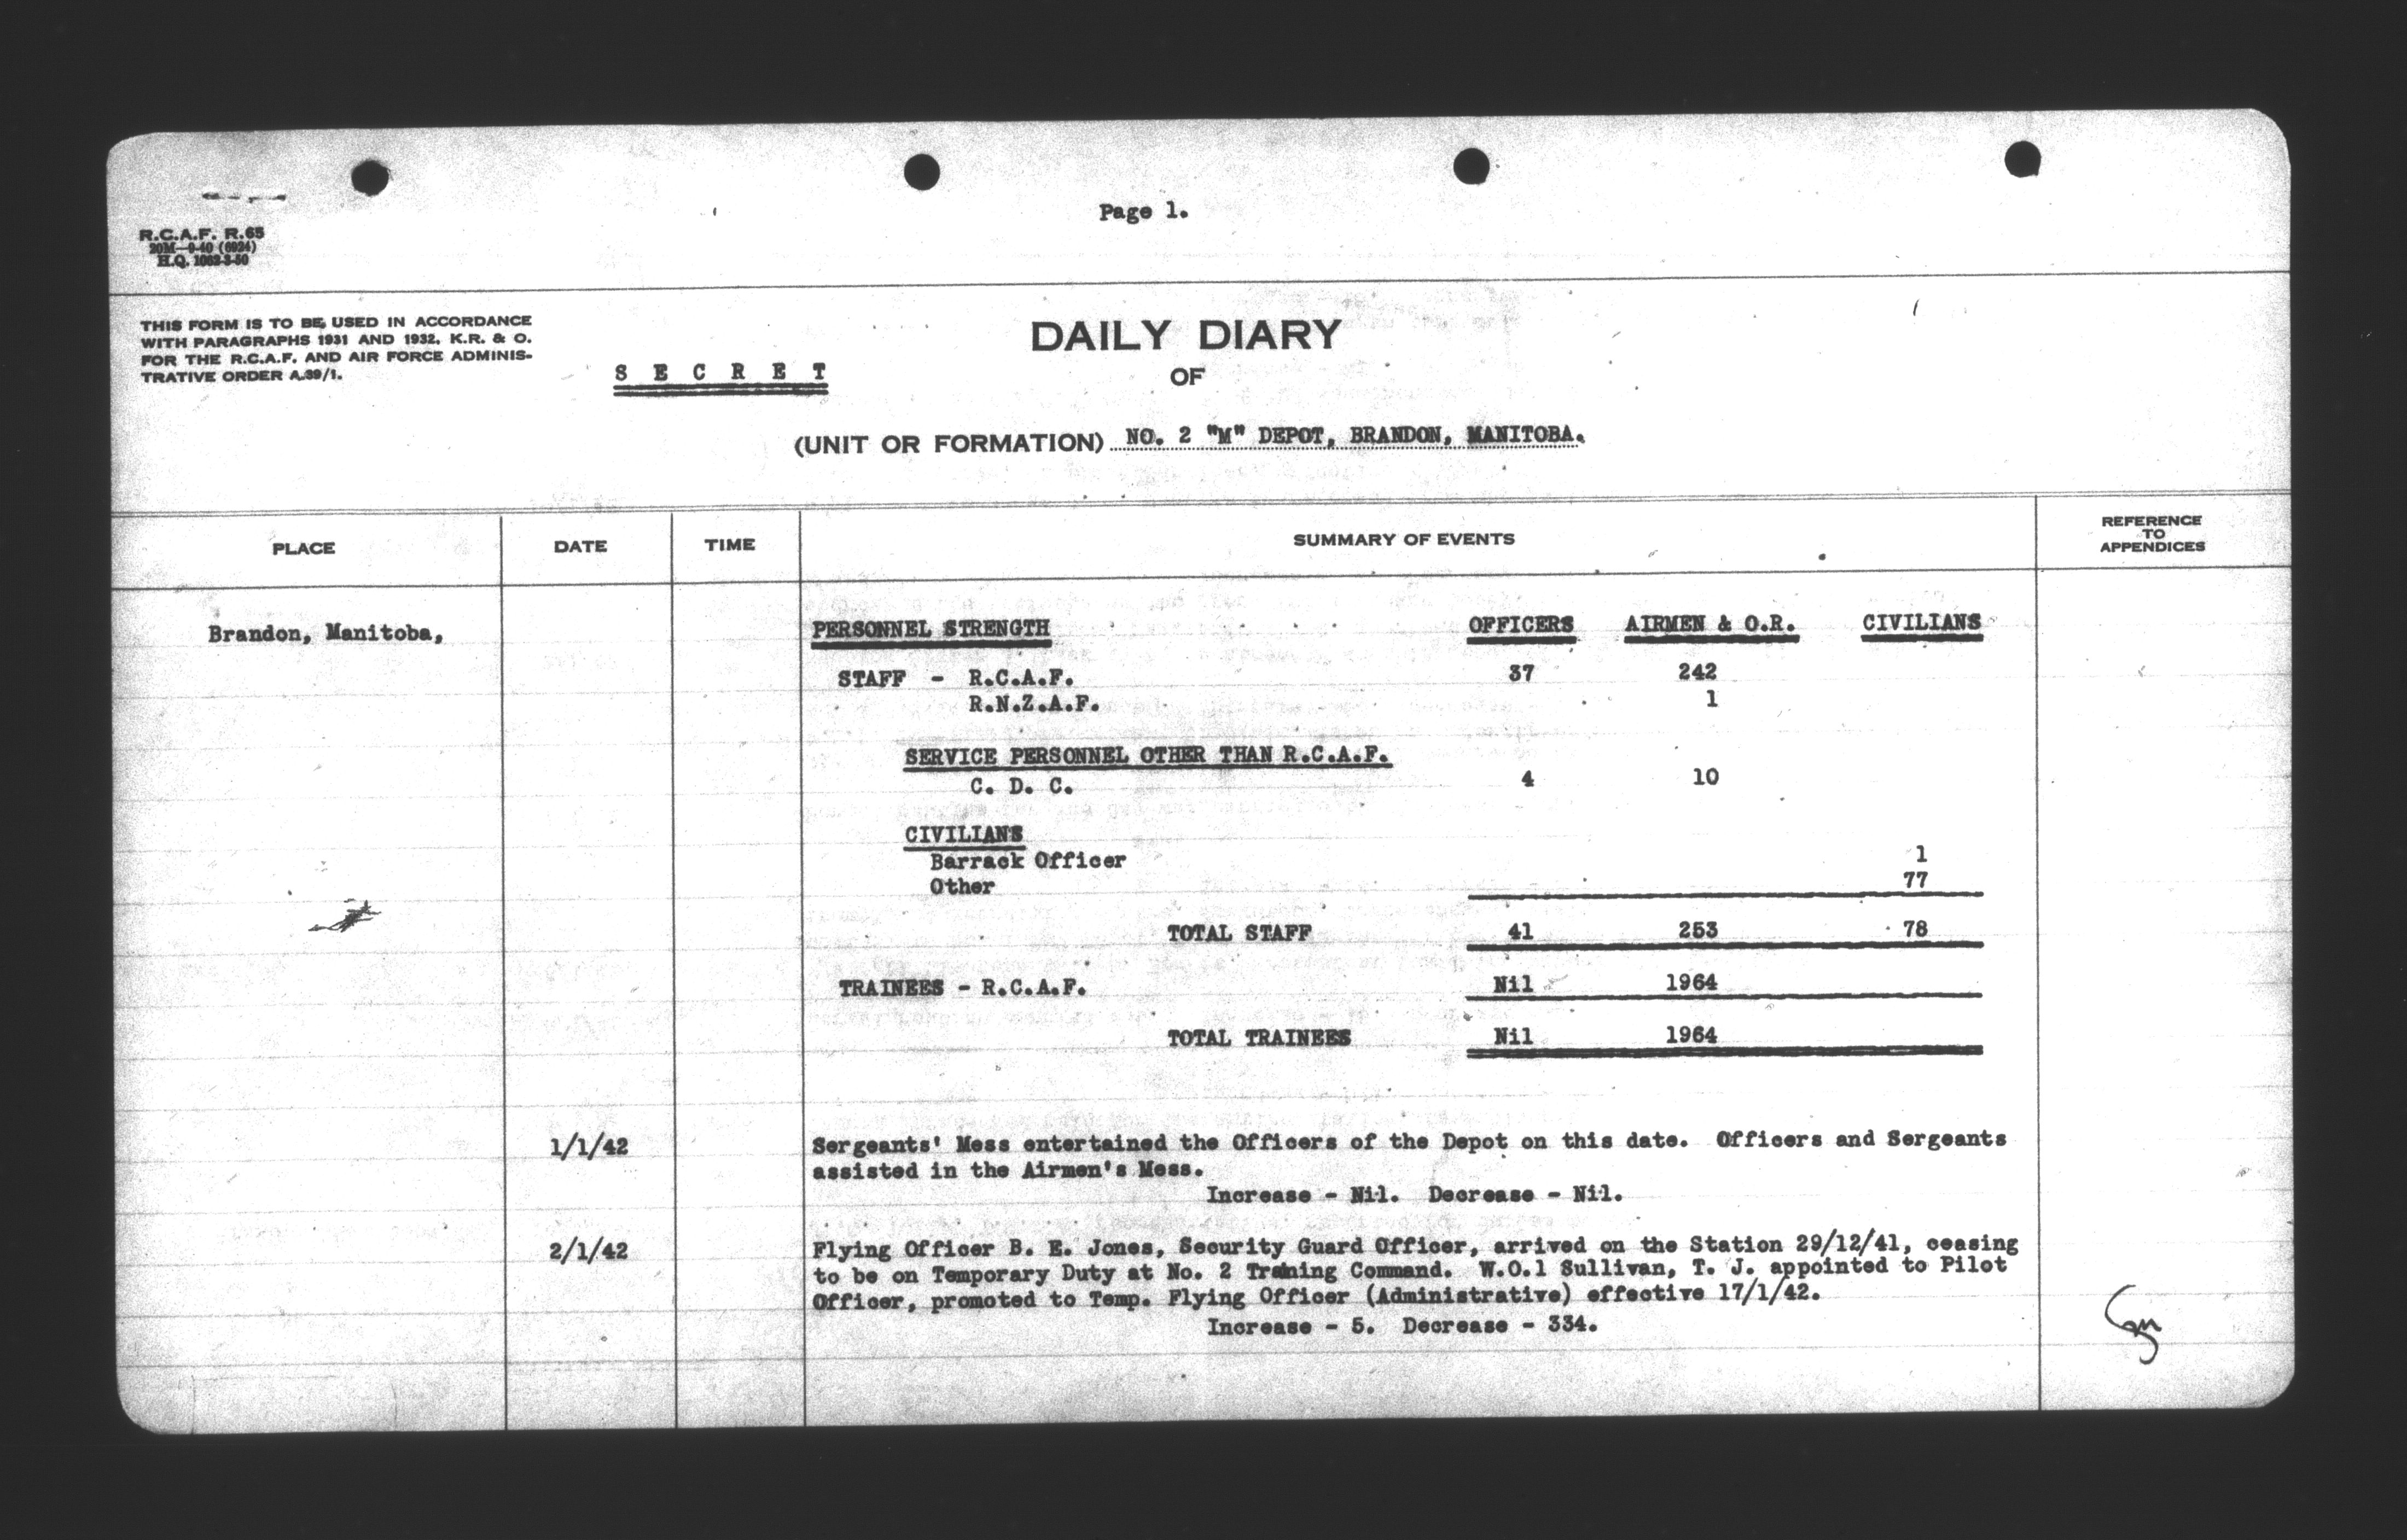 Page 1.
R.C.A.F. R.65
20M—9-40 (6924)
H.Q. 1062-3-50
THIS FORM IS TO BE USED IN ACCORDANCE
WITH PARAGRAPHS 1931 AND 1932, K.R. & O.
FOR THE R.C.A.F. AND AIR FORCE ADMINIS-
TRATIVE ORDER A.39/1.
S E C R E T
DAILY DIARY
OF
(UNIT OR FORMATION) NO. 2 "M" DEPOT, BRANDON, MANITOBA.
PLACE DATE TIME SUMMARY OF EVENTS REFERENCE TO APPENDICES
Brandon, Manitoba, PERSONNEL STRENGTH OFFICERS AIRMEN & O.R. CIVILIANS
STAFF - R.C.A.F. 37 242
R.N.Z.A.F. 1
SERVICE PERSONNEL OTHER THAN R.C.A.F.
C. D. C. 4 10
CIVILIANS
Barrack Officer 1
Other 77
TOTAL STAFF 41 253 78
TRAINEES - R.C.A.F. Nil 1964
TOTAL TRAINEES Nil 1964
1/1/42 Sergeants' Mess entertained the Officers of the Depot on this date. Officers and Sergeants
assisted in the Airmen's Mess.
Increase - Nil. Decrease - Nil.
2/1/42 Flying Officer B. E. Jones, Security Guard Officer, arrived on the Station 29/12/41, ceasing
to be on Temporary Duty at No. 2 Training Command. W.O.1 Sullivan, T. J. appointed to Pilot
Officer, promoted to Temp. Flying Officer (Administrative) effective 17/1/42.
Increase - 5. Decrease - 334.